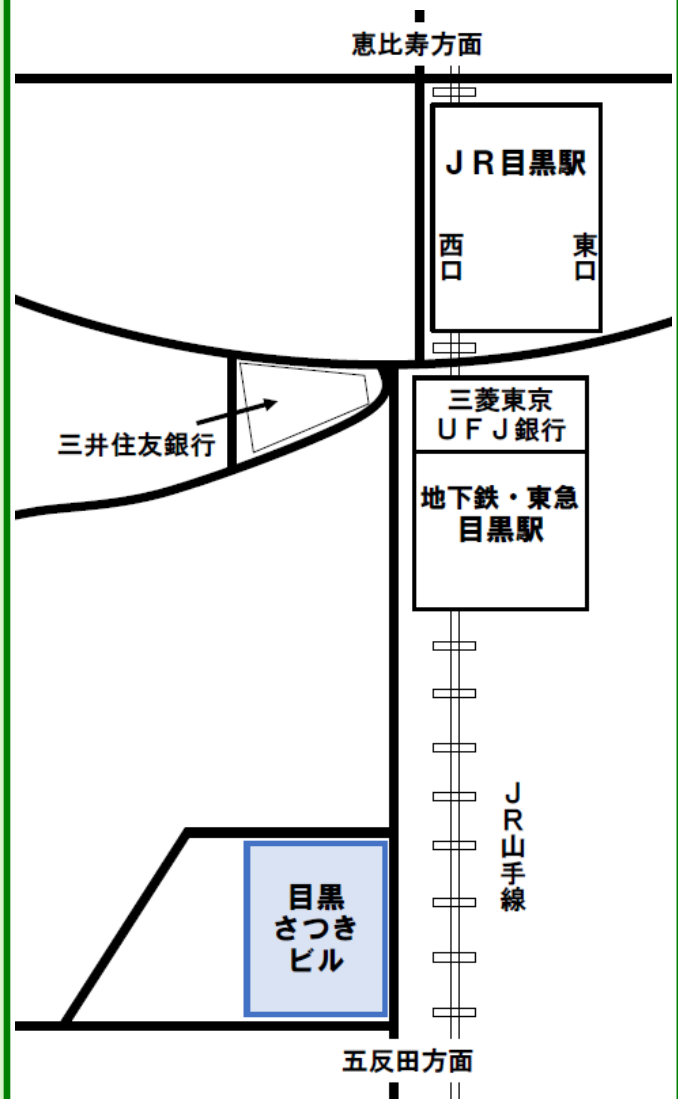 恵比寿方面
ＪＲ目黒駅
西口
東口
三菱東京
ＵＦＪ銀行
三井住友銀行
地下鉄・東急
目黒駅
ＪＲ山手線
目黒
さつき
ビル
五反田方面